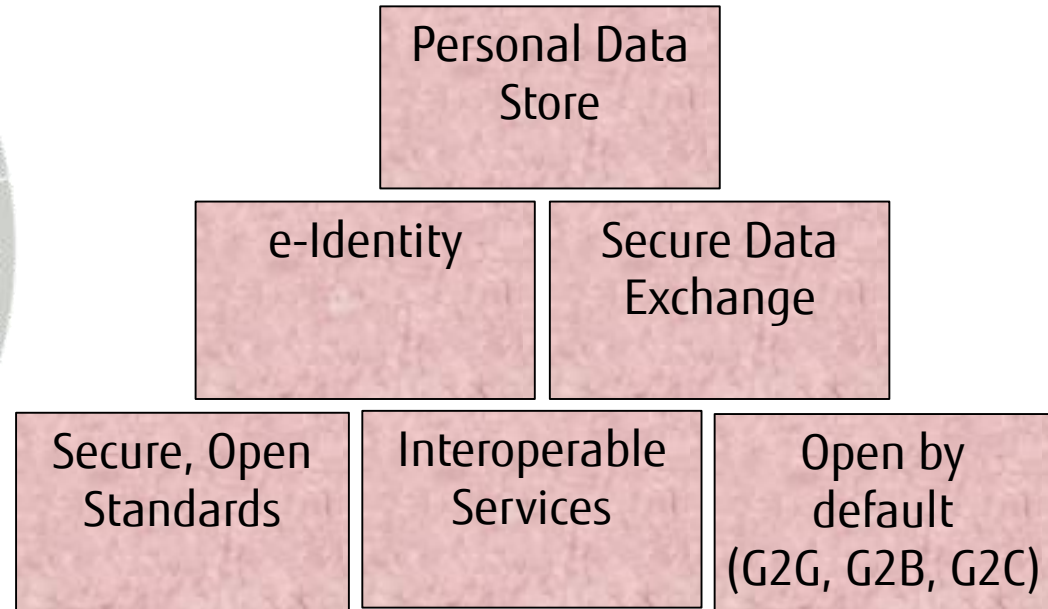 Personal Data
Store
e-Identity
Secure Data
Exchange
Secure, Open
Standards
Interoperable
Services
Open by
default
(G2G, G2B, G2C)